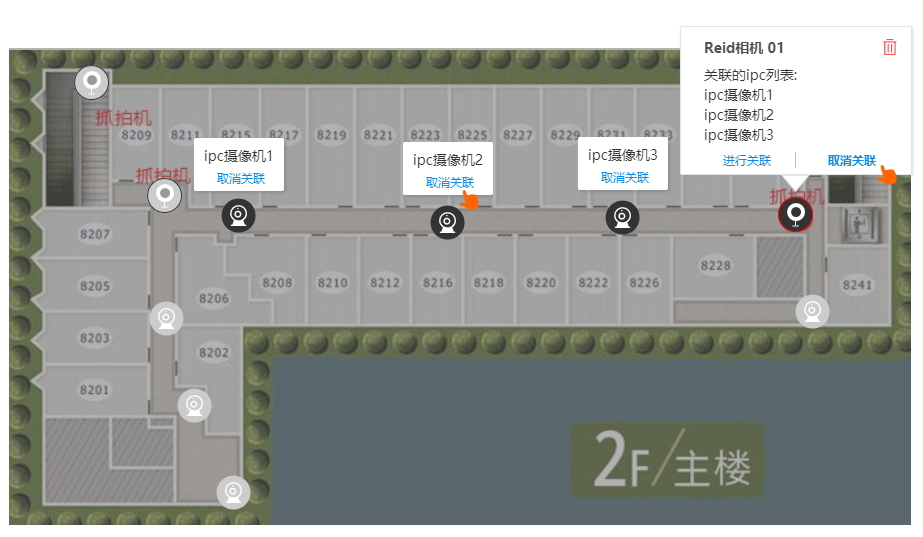 Reid相机 01
关联的ipc列表:
ipc摄像机1
ipc摄像机2
ipc摄像机3
进行关联
取消关联
抓拍机
8209
8211
8215
8217
8219
8221
8223
8225
8227
8229
8231
8233
ipc摄像机1
取消关联
ipc摄像机2
取消关联
ipc摄像机3
取消关联
抓拍机
抓拍机
8207
8205
8203
8201
8206
8202
8208
8210
8212
8216
8218
8220
8222
8226
8228
8241
2F/主楼